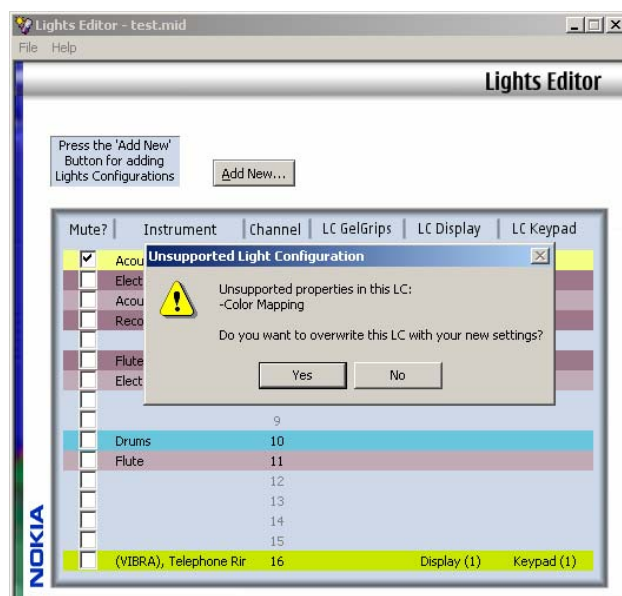 Lights Editor - test.mid
File Help
Lights Editor
Press the 'Add New'
Button for adding
Lights Configurations
Add New...
Mute? Instrument Channel LC GelGrips LC Display LC Keypad
Acou
Unsupported Light Configuration
Elect
Unsupported properties in this LC:
Acou
-Color Mapping
Reco
Do you want to overwrite this LC with your new settings?
Flute
Elect
Yes No
9
Drums 10
Flute 11
12
13
14
15
(VIBRA), Telephone Rir 16 Display (1) Keypad (1)
NOKIA